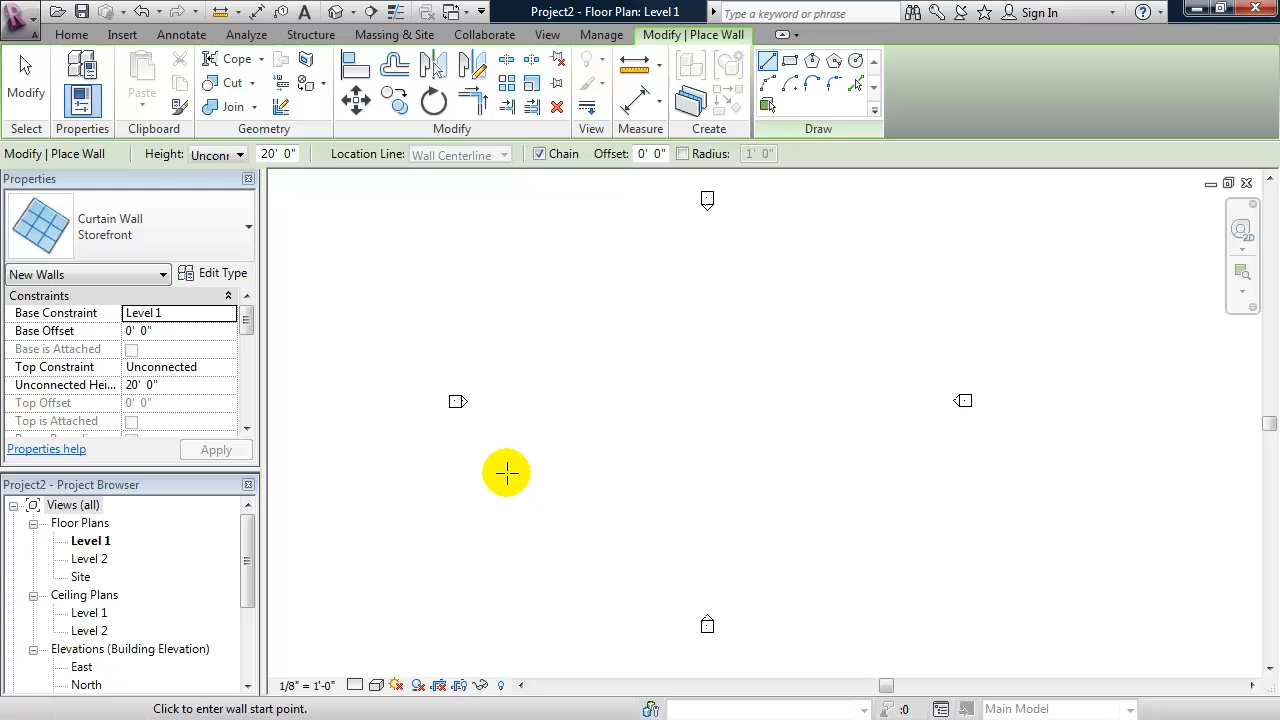 Project2 - Floor Plan: Level 1
Type a keyword or phrase
Sign In
Home Insert Annotate Analyze Structure Massing & Site Collaborate View Manage Modify | Place Wall
Modify
Paste
Cope
Cut
Join
Select Properties Clipboard Geometry Modify View Measure Create Draw
Modify | Place Wall Height: Unconr 20' 0" Location Line: Wall Centerline Chain Offset: 0' 0" Radius: 1' 0"
Properties
Curtain Wall
Storefront
New Walls Edit Type
Constraints
Base Constraint Level 1
Base Offset 0' 0"
Base is Attached
Top Constraint Unconnected
Unconnected Hei... 20' 0"
Top Offset 0' 0"
Top is Attached
Properties help Apply
Project2 - Project Browser
Views (all)
Floor Plans
Level 1
Level 2
Site
Ceiling Plans
Level 1
Level 2
Elevations (Building Elevation)
East
North
2D
1/8" = 1'-0"
Click to enter wall start point.
:0
Main Model